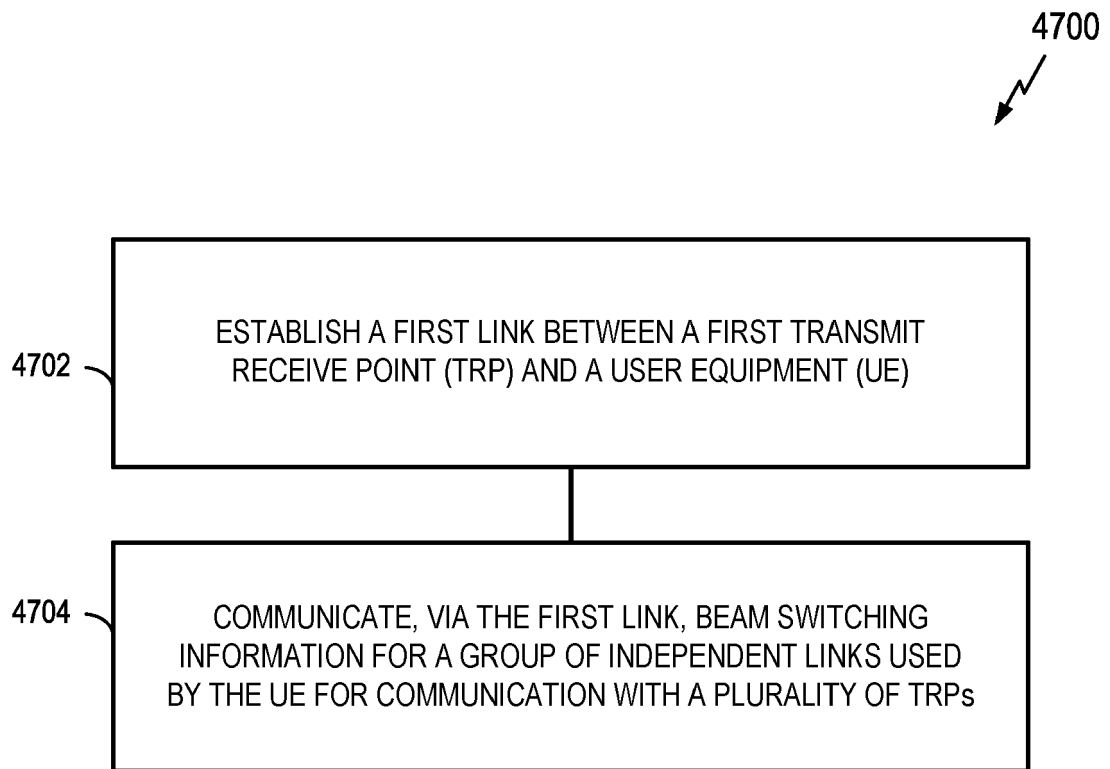 4700
4702
ESTABLISH A FIRST LINK BETWEEN A FIRST TRANSMIT
RECEIVE POINT (TRP) AND A USER EQUIPMENT (UE)
4704
COMMUNICATE, VIA THE FIRST LINK, BEAM SWITCHING
INFORMATION FOR A GROUP OF INDEPENDENT LINKS USED
BY THE UE FOR COMMUNICATION WITH A PLURALITY OF TRPs